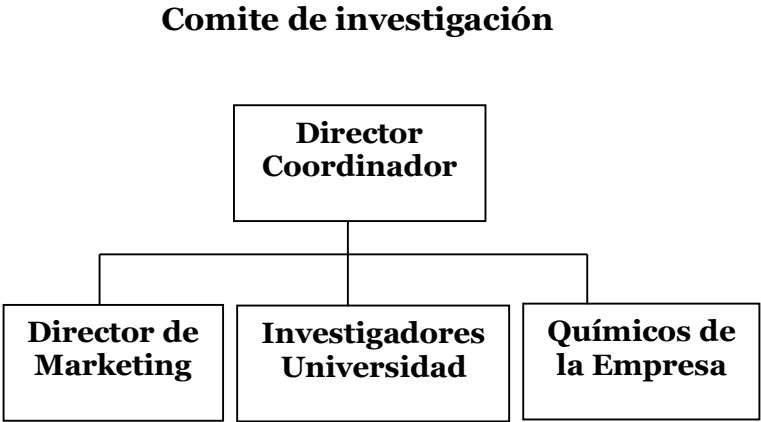 Comite de investigación
Director
Coordinador
Director de
Marketing
Investigadores
Universidad
Químicos de
la Empresa